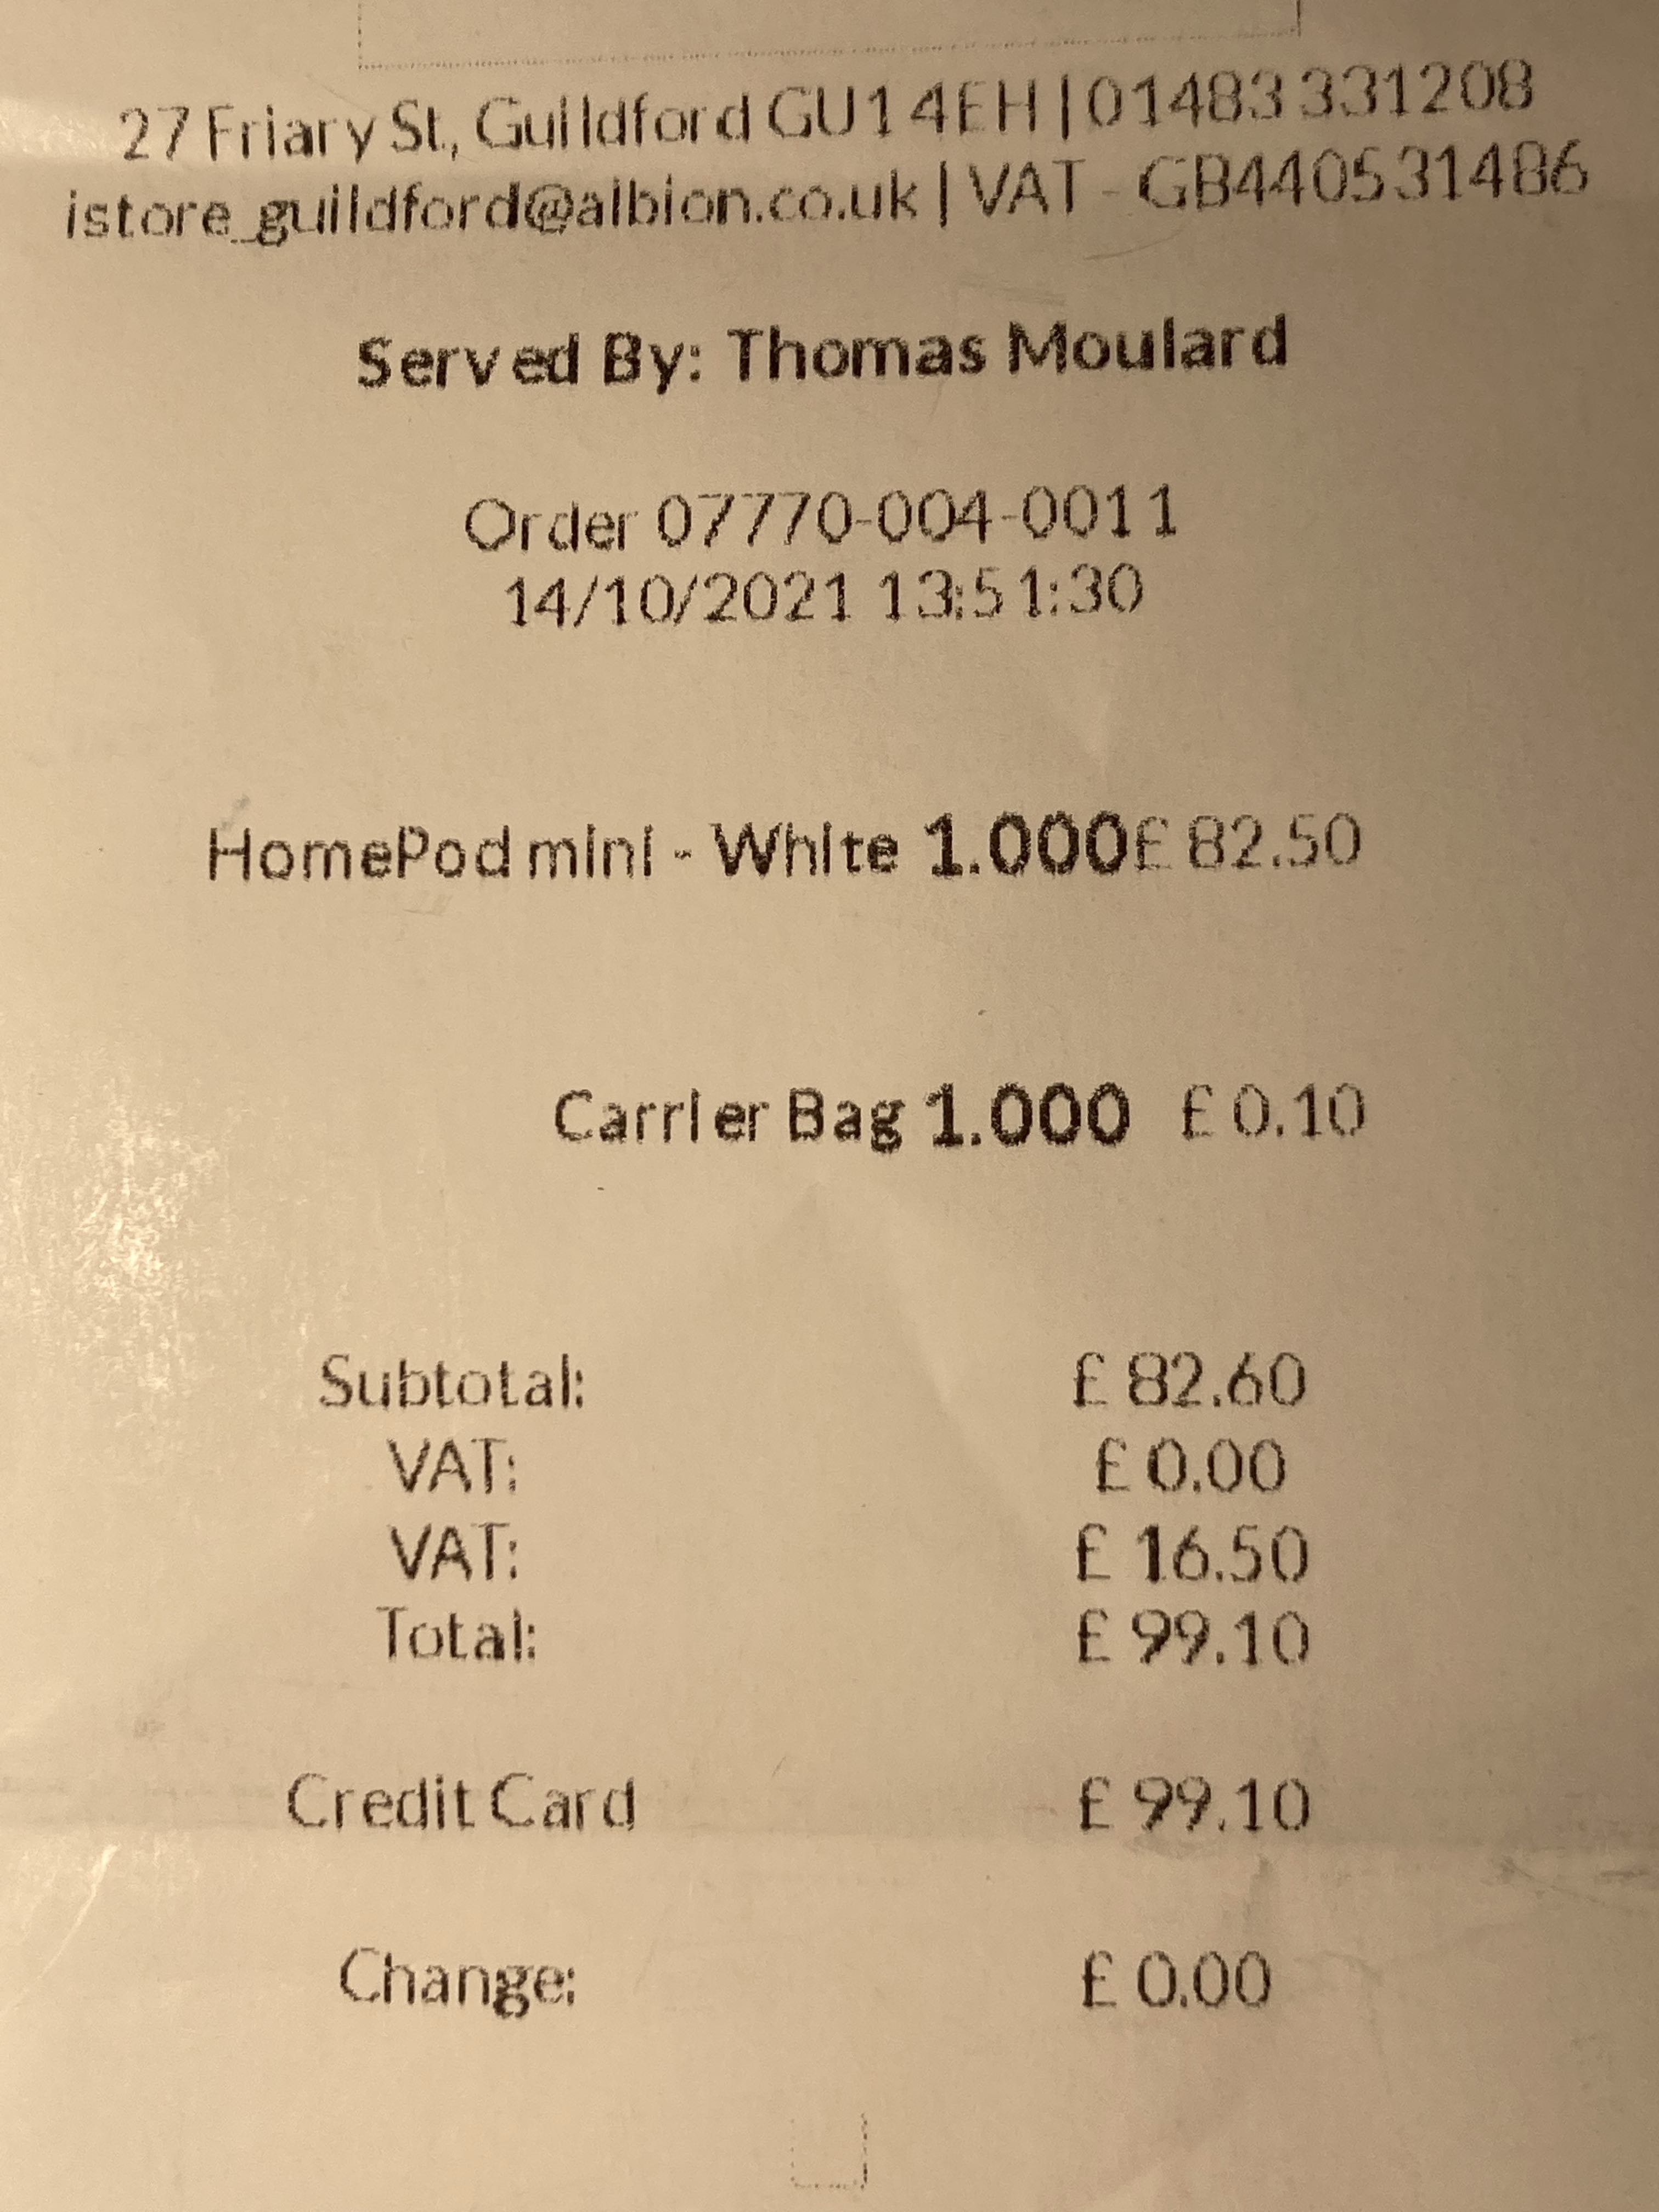 27 Friary St, Guildford GU1 4EH | 01483 331208
istore_guildford@albion.co.uk | VAT - GB440531486
Served By: Thomas Moulard
Order 07770-004-0011
14/10/2021 13:51:30
HomePod mini - White 1.000 £ 82.50
Carrier Bag 1.000 £ 0.10
Subtotal: £ 82.60
VAT: £ 0.00
VAT: £ 16.50
Total: £ 99.10
Credit Card £ 99.10
Change: £ 0.00